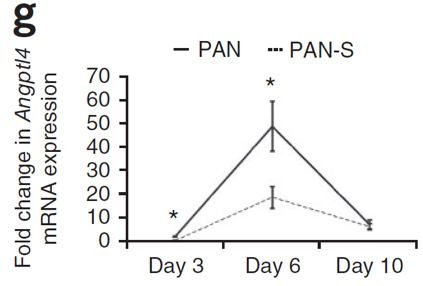 g
PAN PAN-S
Fold change in Angptl4
mRNA expression
70
60
50
40
30
20
10
0
*
*
Day 3 Day 6 Day 10